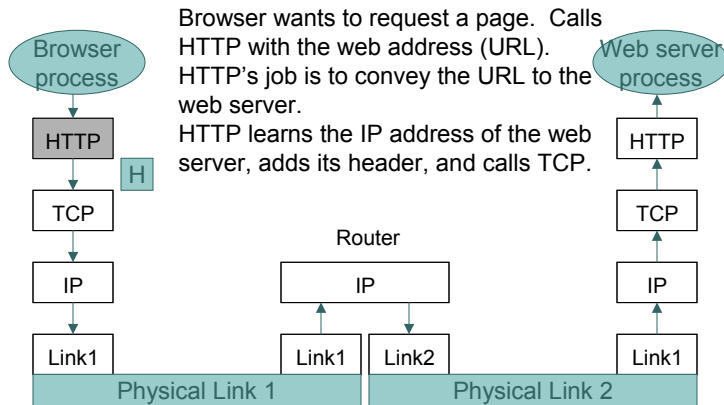 Browser wants to request a page. Calls
HTTP with the web address (URL).
HTTP's job is to convey the URL to the
web server.
HTTP learns the IP address of the web
server, adds its header, and calls TCP.
Browser
process
Web server
process
HTTP
HTTP
H
TCP
TCP
Router
IP
IP
IP
Link1
Link1
Link2
Link1
Physical Link 1
Physical Link 2